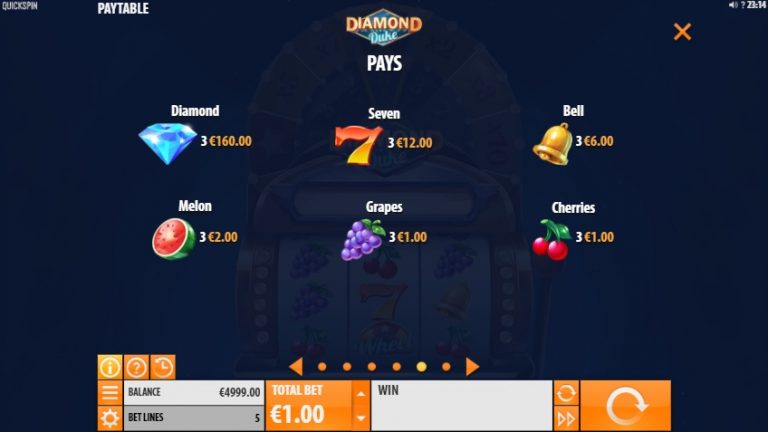 QUICKSPIN
PAYTABLE
? 23:14
DIAMOND
Duke
PAYS
Diamond
3 €160.00
Seven
3 €12.00
Bell
3 €6.00
Melon
3 €2.00
Grapes
3 €1.00
Cherries
3 €1.00
Wheel
BALANCE €4999.00
BET LINES 5
TOTAL BET
€1.00
WIN